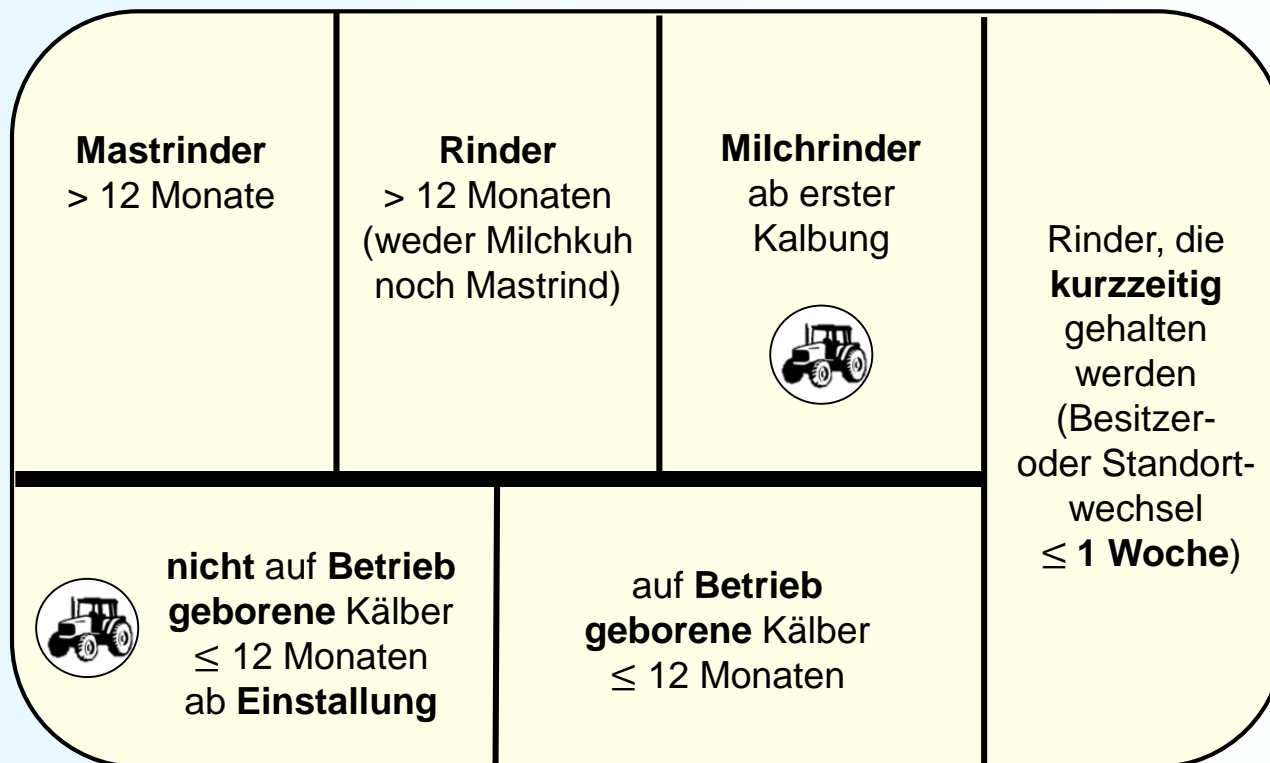 Mastrinder
> 12 Monate
Rinder
> 12 Monaten
(weder Milchkuh
noch Mastrind)
Milchrinder
ab erster
Kalbung
Rinder, die
kurzzeitig
gehalten
werden
(Besitzer-
oder Standort-
wechsel
≤ 1 Woche)
nicht auf Betrieb
geborene Kälber
≤ 12 Monaten
ab Einstallung
auf Betrieb
geborene Kälber
≤ 12 Monaten